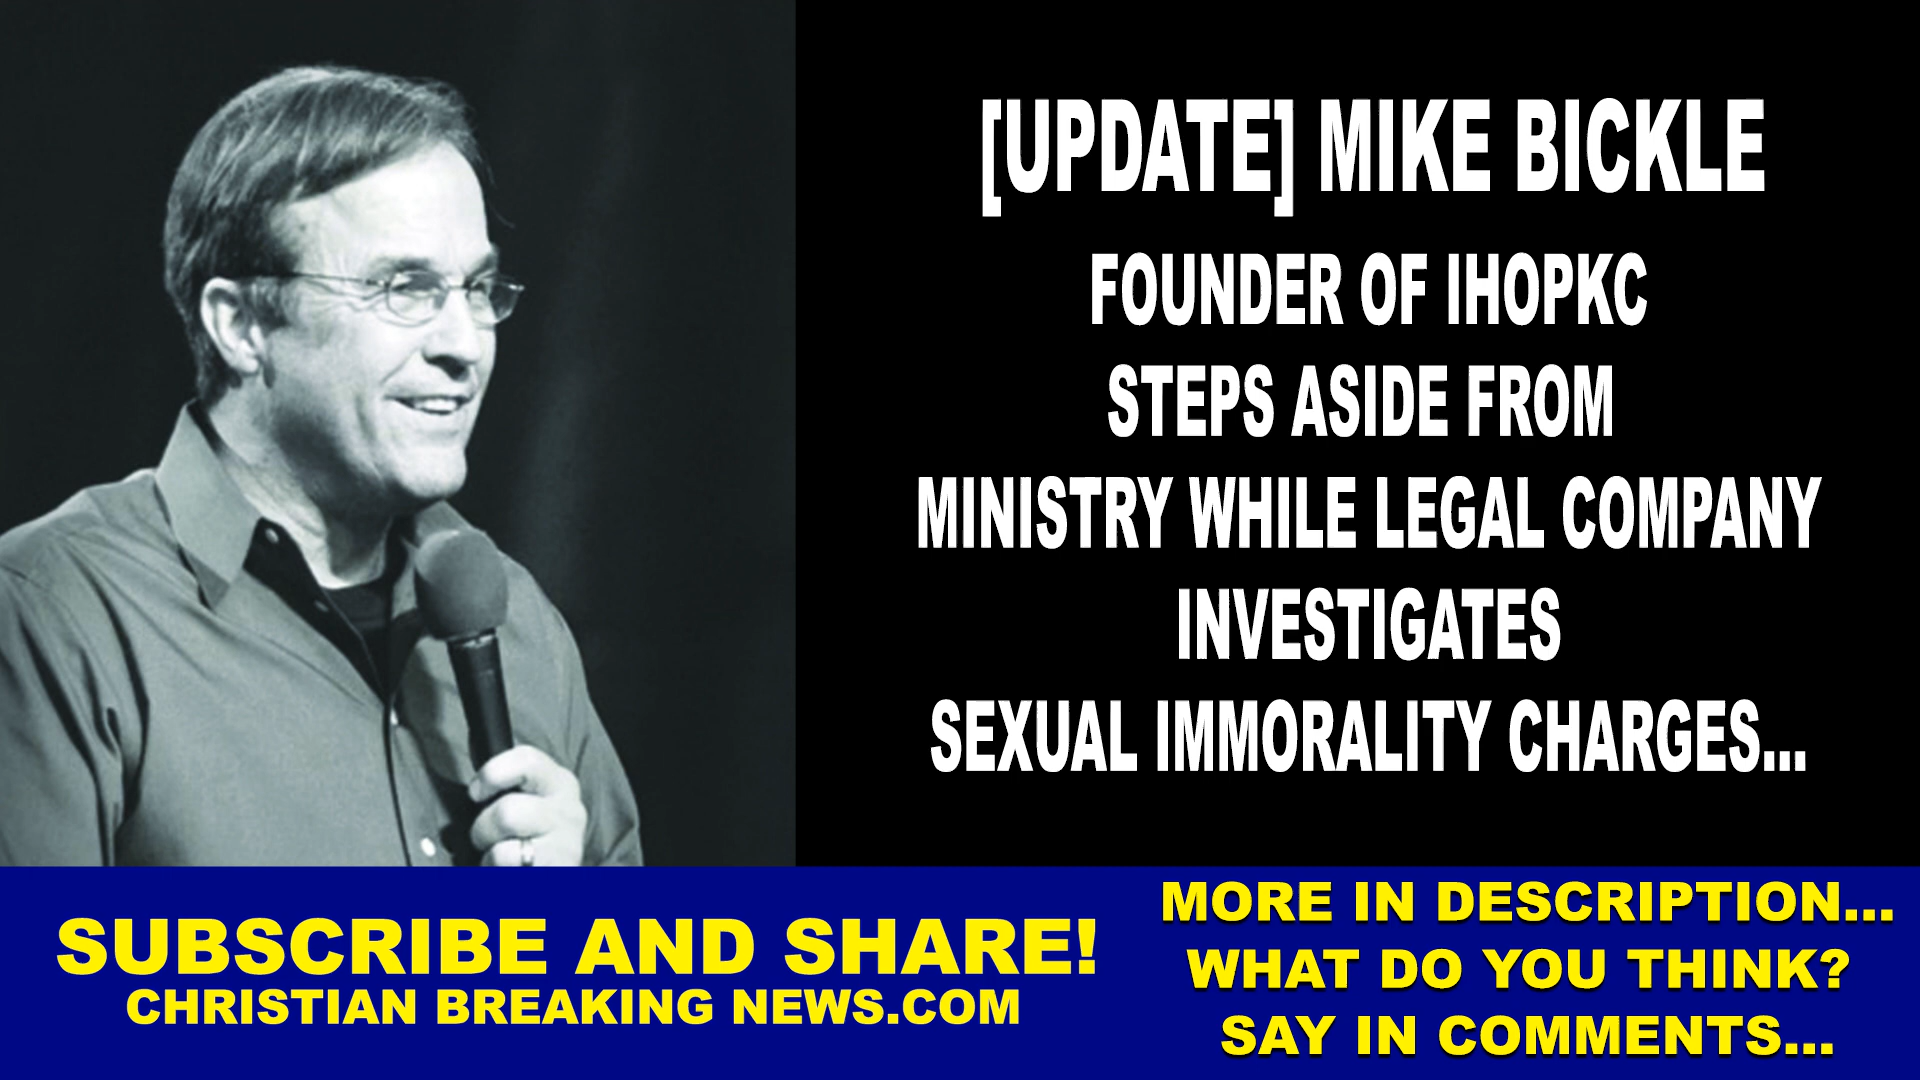 [UPDATE] MIKE BICKLE
FOUNDER OF IHOPKC
STEPS ASIDE FROM
MINISTRY WHILE LEGAL COMPANY
INVESTIGATES
SEXUAL IMMORALITY CHARGES...
SUBSCRIBE AND SHARE!
CHRISTIAN BREAKING NEWS.COM
MORE IN DESCRIPTION...
WHAT DO YOU THINK?
SAY IN COMMENTS...